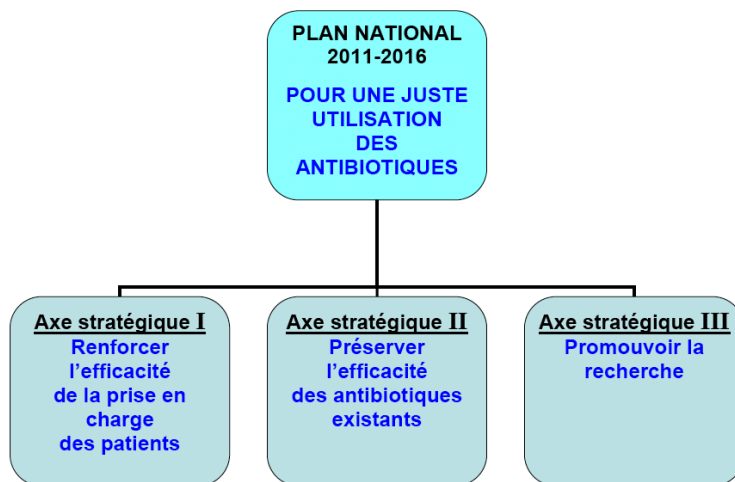 PLAN NATIONAL
2011-2016
POUR UNE JUSTE
UTILISATION
DES
ANTIBIOTIQUES
Axe stratégique I
Renforcer
l’efficacité
de la prise en
charge
des patients
Axe stratégique II
Préserver
l’efficacité
des antibiotiques
existants
Axe stratégique III
Promouvoir la
recherche